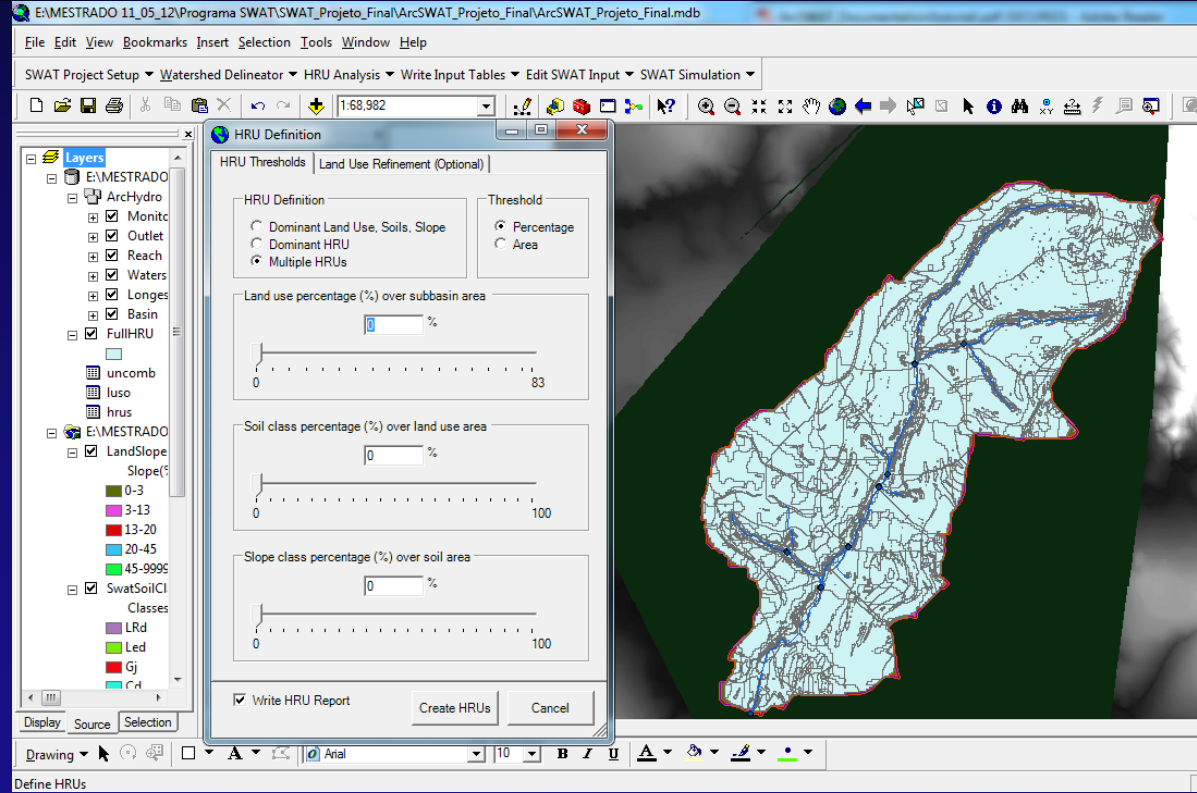 E:\MESTRADO 11_05_12\Programa SWAT\SWAT_Projeto_Final\ArcSWAT_Projeto_Final\ArcSWAT_Projeto_Final.mdb
File Edit View Bookmarks Insert Selection Tools Window Help
SWAT Project Setup Watershed Delineator HRU Analysis Write Input Tables Edit SWAT Input SWAT Simulation
1:68,982
Layers
E:\MESTRADO
ArcHydro
Monitc
Outlet
Reach
Waters
Longes
Basin
FullHRU
uncomb
luso
hrus
E:\MESTRADO
LandSlope
Slope(%
0-3
3-13
13-20
20-45
45-9999
SwatSoilCl
Classes
LRd
Led
Gj
Cd
Display Source Selection
HRU Definition
HRU Thresholds Land Use Refinement (Optional)
HRU Definition
Dominant Land Use, Soils, Slope
Dominant HRU
Multiple HRUs
Threshold
Percentage
Area
Land use percentage (%) over subbasin area
0 %
0 83
Soil class percentage (%) over land use area
0 %
0 100
Slope class percentage (%) over soil area
0 %
0 100
Write HRU Report Create HRUs Cancel
Drawing A Arial 10 B I U A
Define HRUs